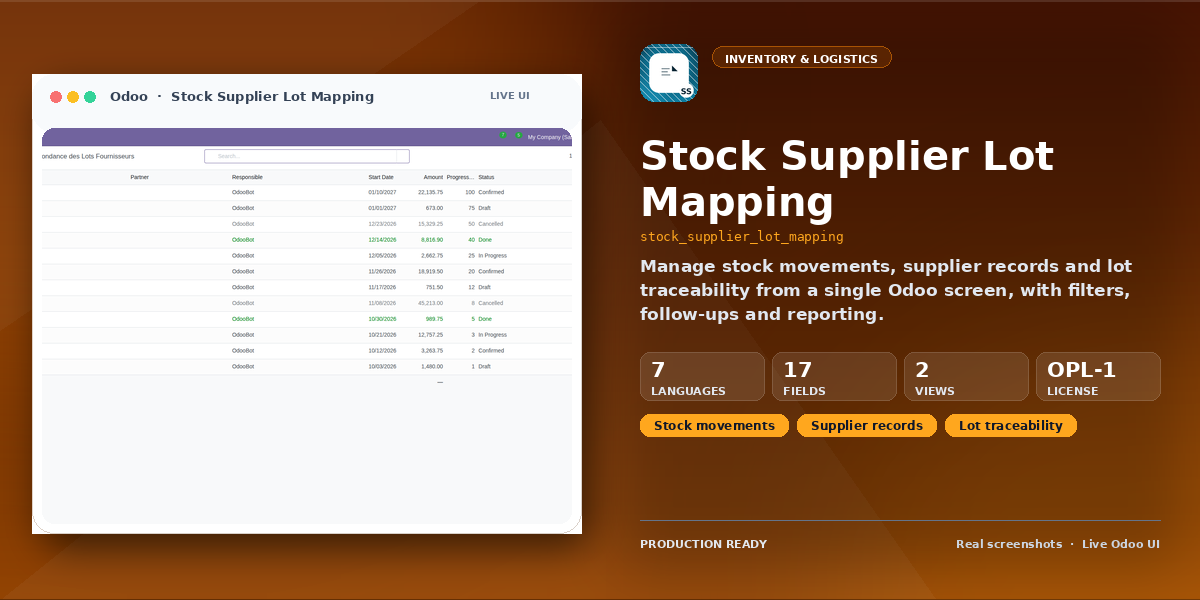 Odoo · Stock Supplier Lot Mapping
LIVE UI
My Company (Sa
ondance des Lots Fournisseurs
Search...
1
Partner Responsible Start Date Amount Progress... Status
OdooBot 01/10/2027 22,135.75 100 Confirmed
OdooBot 01/01/2027 673.00 75 Draft
OdooBot 12/23/2026 15,329.25 50 Cancelled
OdooBot 12/14/2026 8,816.90 40 Done
OdooBot 12/05/2026 2,662.75 25 In Progress
OdooBot 11/26/2026 18,919.50 20 Confirmed
OdooBot 11/17/2026 751.50 12 Draft
OdooBot 11/08/2026 45,213.00 8 Cancelled
OdooBot 10/30/2026 989.75 5 Done
OdooBot 10/21/2026 12,757.25 3 In Progress
OdooBot 10/12/2026 3,263.75 2 Confirmed
OdooBot 10/03/2026 1,480.00 1 Draft
—
SS
INVENTORY & LOGISTICS
Stock Supplier Lot
Mapping
stock_supplier_lot_mapping
Manage stock movements, supplier records and lot
traceability from a single Odoo screen, with filters,
follow-ups and reporting.
7
LANGUAGES
17
FIELDS
2
VIEWS
OPL-1
LICENSE
Stock movements
Supplier records
Lot traceability
PRODUCTION READY
Real screenshots · Live Odoo UI